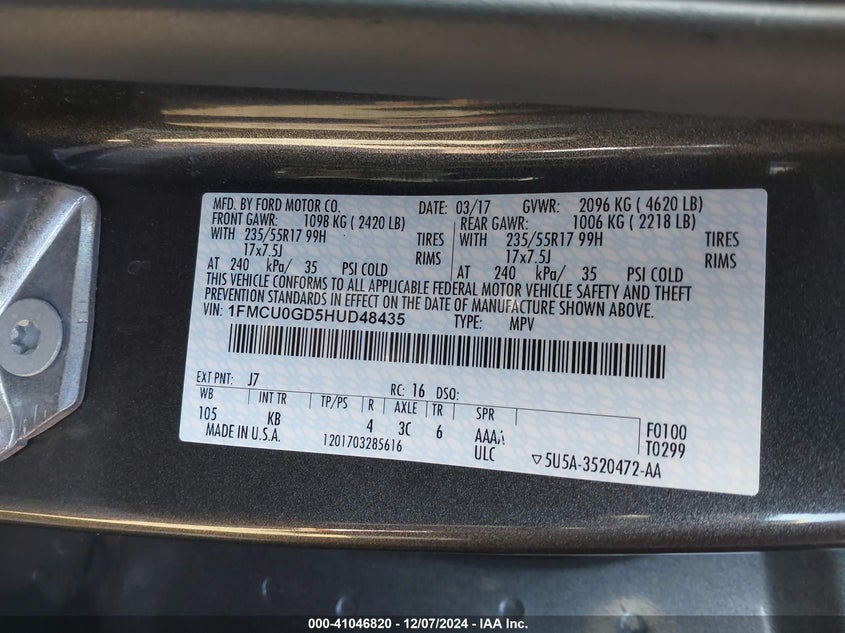 MFD. BY FORD MOTOR CO. DATE: 03/17 GVWR: 2096 KG (4620 LB)
FRONT GAWR: 1098 KG (2420 LB) REAR GAWR: 1006 KG (2218 LB)
WITH 235/55R17 99H TIRES WITH 235/55R17 99H TIRES
17x7.5J RIMS 17x7.5J RIMS
AT 240 kPa/ 35 PSI COLD AT 240 kPa/ 35 PSI COLD
THIS VEHICLE CONFORMS TO ALL APPLICABLE FEDERAL MOTOR VEHICLE SAFETY AND THEFT
PREVENTION STANDARDS IN EFFECT ON THE DATE OF MANUFACTURE SHOWN ABOVE.
VIN: 1FMCU0GD5HUD48435 TYPE: MPV
EXT PNT: J7 RC: 16 DSO:
WB INT TR TP/PS R AXLE TR SPR
105 KB 4 3C 6 AAAA F0100
MADE IN U.S.A. 1201703285616 ULC T0299
▽5U5A-3520472-AA
000-41046820 - 12/07/2024 - IAA Inc.